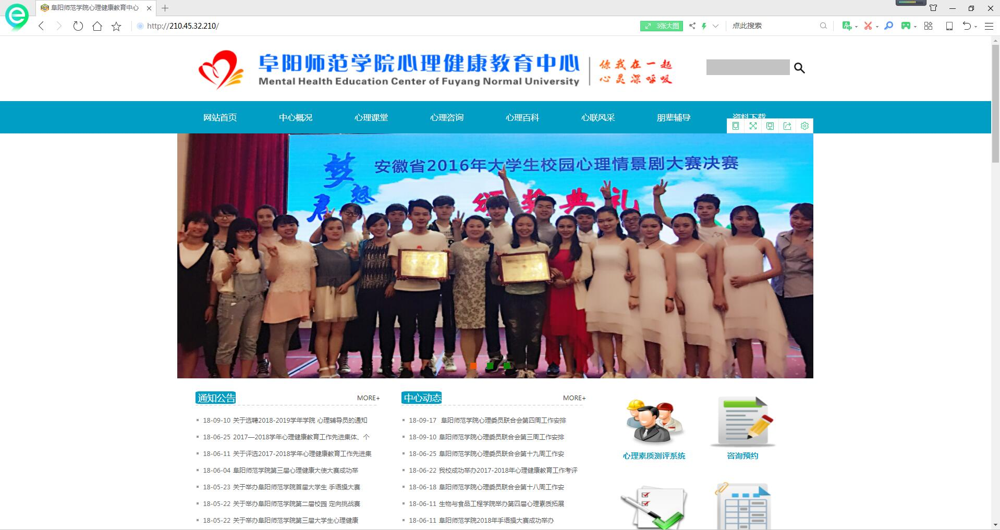 阜阳师范学院心理健康教育中心
http://210.45.32.210/
3张大图
点此搜索
阜阳师范学院心理健康教育中心
Mental Health Education Center of Fuyang Normal University
你我在一起
心灵深呼吸
网站首页 中心概况 心理课堂 心理咨询 心理百科 心联风采 朋辈辅导 资料下载
安徽省2016年大学生校园心理情景剧大赛决赛
梦想
颁奖典礼
通知公告 MORE+
18-09-10 关于选聘2018-2019学年学院 心理辅导员的通知
18-06-25 2017—2018学年心理健康教育工作先进集体、个
18-06-11 关于评选2017-2018学年心理健康教育工作先进集
18-06-04 阜阳师范学院第三届心理健康大使大赛成功举
18-05-23 关于举办阜阳师范学院首届大学生 手语操大赛
18-05-22 关于举办阜阳师范学院第二届校园 定向挑战赛
18-05-22 关于举办阜阳师范学院第三届大学生心理健康
中心动态 MORE+
18-09-17 阜阳师范学院心理委员联合会第四周工作安排
18-09-10 阜阳师范学院心理委员联合会第三周工作安排
18-06-25 阜阳师范学院心理委员联合会第十九周工作安
18-06-22 我校成功举办2017-2018年心理健康教育工作考评
18-06-18 阜阳师范学院心理委员联合会第十八周工作安
18-06-11 生物与食品工程学院举办第四届心理素质拓展
18-06-11 阜阳师范学院2018年手语操大赛成功举办
心理素质测评系统
咨询预约